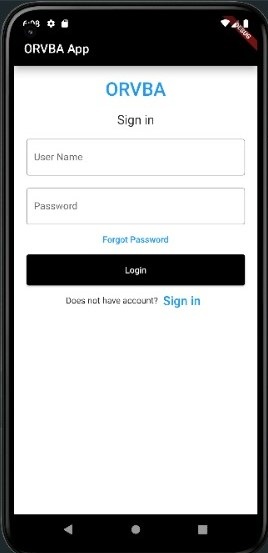 6:08
DEBUG
ORVBA App
ORVBA
Sign in
User Name
Password
Forgot Password
Login
Does not have account? Sign in